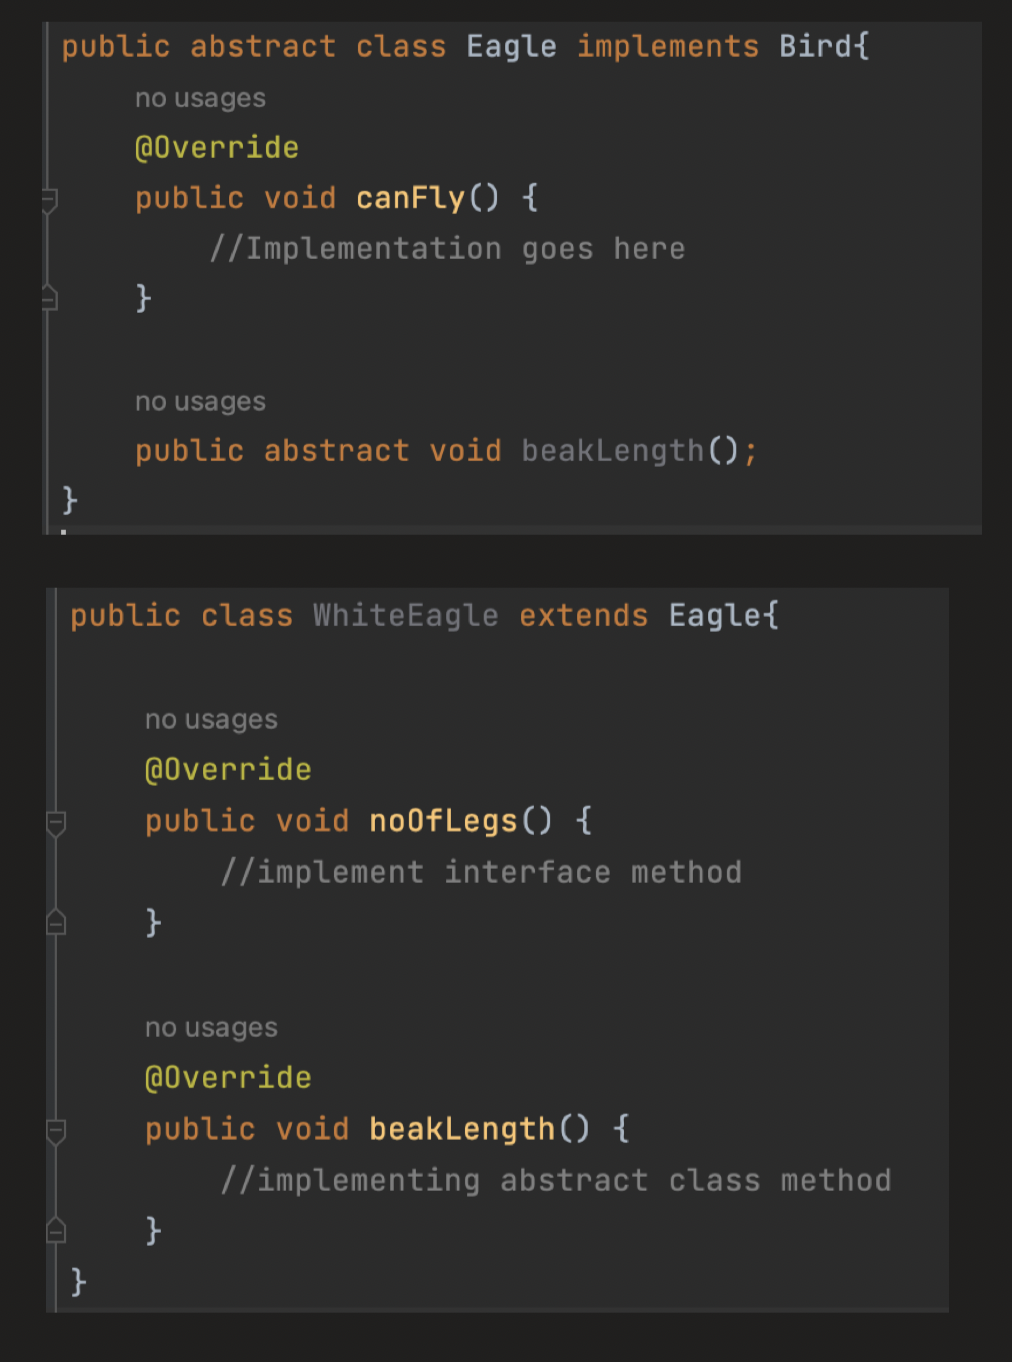 public abstract class Eagle implements Bird{
no usages
@Override
public void canFly() {
//Implementation goes here
}
no usages
public abstract void beakLength();
}
public class WhiteEagle extends Eagle{
no usages
@Override
public void noOfLegs() {
//implement interface method
}
no usages
@Override
public void beakLength() {
//implementing abstract class method
}
}